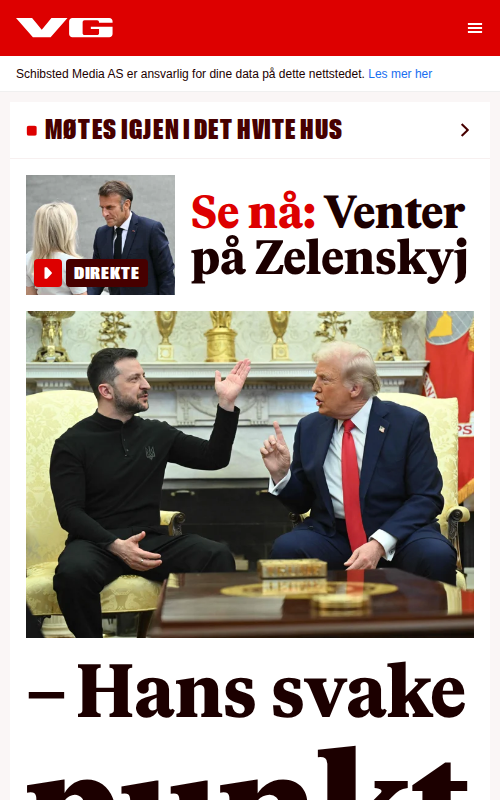 VG
Schibsted Media AS er ansvarlig for dine data på dette nettstedet. Les mer her
MØTES IGJEN I DET HVITE HUS
DIREKTE
Se nå: Venter
på Zelenskyj
– Hans svake
punkt